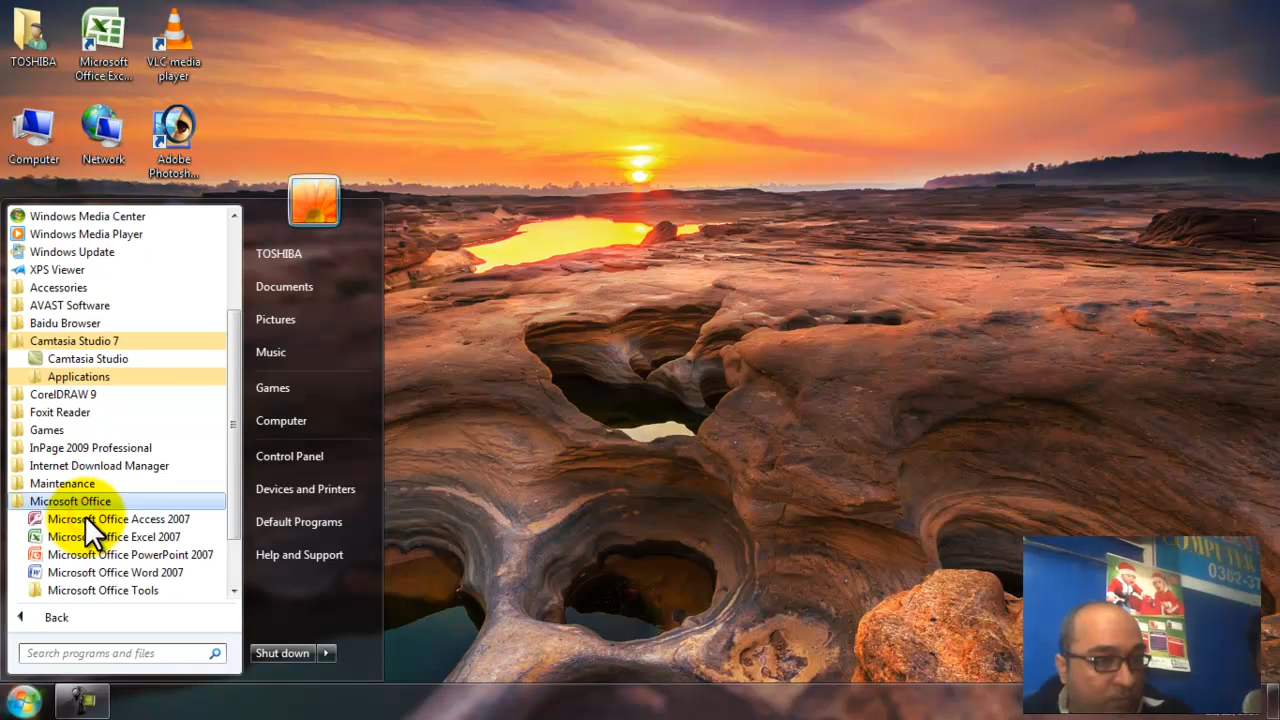 TOSHIBA
Microsoft
Office Exc...
VLC media
player
Computer
Network
Adobe
Photosh...
Windows Media Center
Windows Media Player
Windows Update
XPS Viewer
Accessories
AVAST Software
Baidu Browser
Camtasia Studio 7
Camtasia Studio
Applications
CorelDRAW 9
Foxit Reader
Games
InPage 2009 Professional
Internet Download Manager
Maintenance
Microsoft Office
Microsoft Office Access 2007
Microsoft Office Excel 2007
Microsoft Office PowerPoint 2007
Microsoft Office Word 2007
Microsoft Office Tools
Back
Search programs and files
TOSHIBA
Documents
Pictures
Music
Games
Computer
Control Panel
Devices and Printers
Default Programs
Help and Support
Shut down
COMPUTE
0362-37